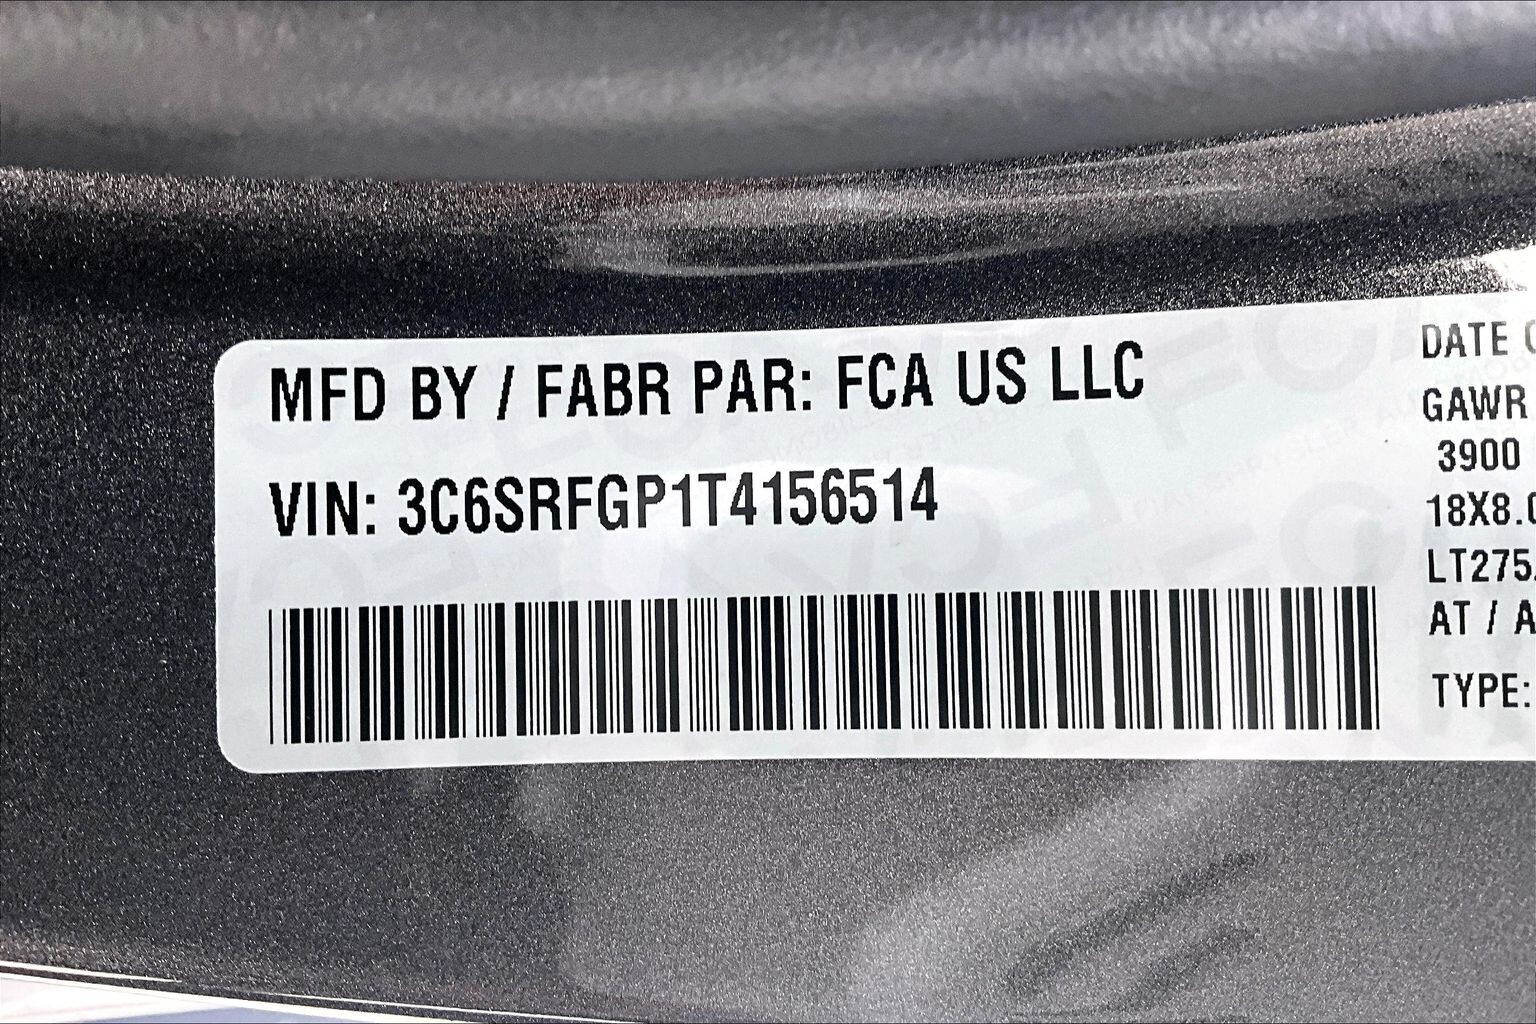 MFD BY / FABR PAR: FCA US LLC
VIN: 3C6SRFGP1T4156514
DATE
GAWR
3900
18X8.0
LT275
AT / A
TYPE: